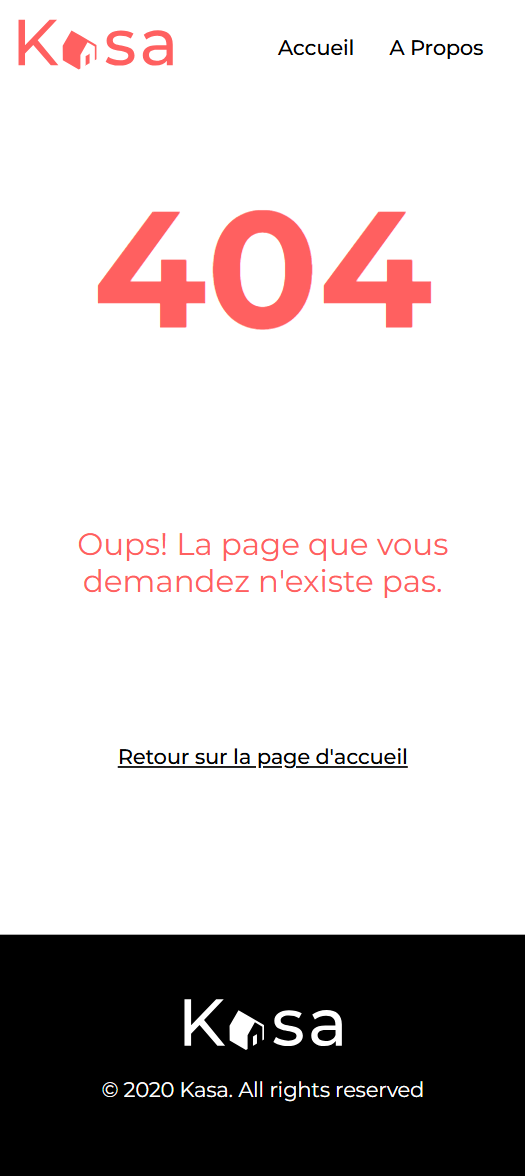 Kasa
Accueil A Propos
404
Oups! La page que vous
demandez n'existe pas.
Retour sur la page d'accueil
Kasa
© 2020 Kasa. All rights reserved